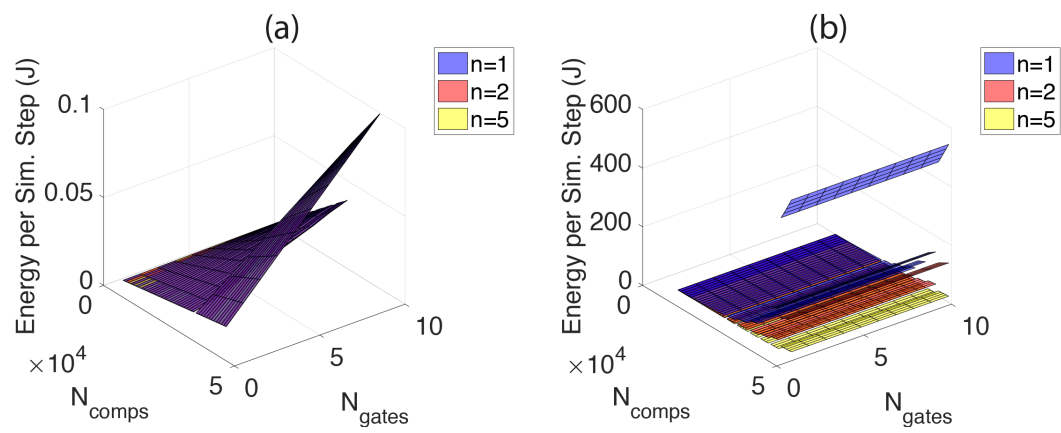 (a)
Energy per Sim. Step (J)
0.1
0.05
0
0
×10⁴
5
0
5
10
N_comps
N_gates
n=1
n=2
n=5
(b)
Energy per Sim. Step (J)
600
400
200
0
0
×10⁴
5
0
5
10
N_comps
N_gates
n=1
n=2
n=5